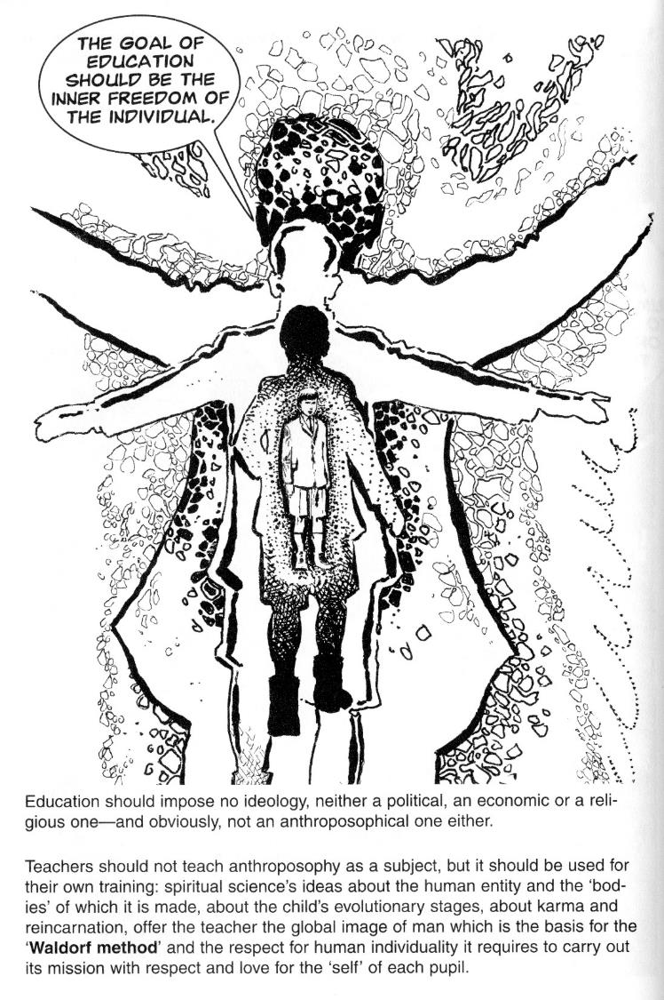 THE GOAL OF
EDUCATION
SHOULD BE THE
INNER FREEDOM OF
THE INDIVIDUAL.
Education should impose no ideology, neither a political, an economic or a reli-
gious one—and obviously, not an anthroposophical one either.
Teachers should not teach anthroposophy as a subject, but it should be used for
their own training: spiritual science's ideas about the human entity and the 'bod-
ies' of which it is made, about the child's evolutionary stages, about karma and
reincarnation, offer the teacher the global image of man which is the basis for the
'Waldorf method' and the respect for human individuality it requires to carry out
its mission with respect and love for the 'self' of each pupil.